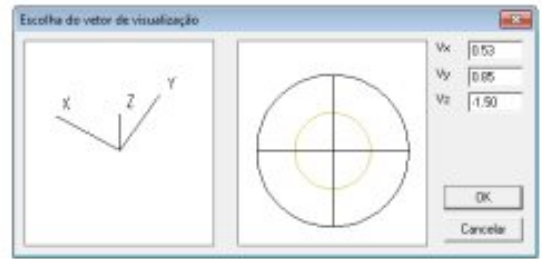 Escolha do vetor de visualização
X
Z
Y
Vx 0.53
Vy 0.85
Vz -1.50
OK
Cancelar